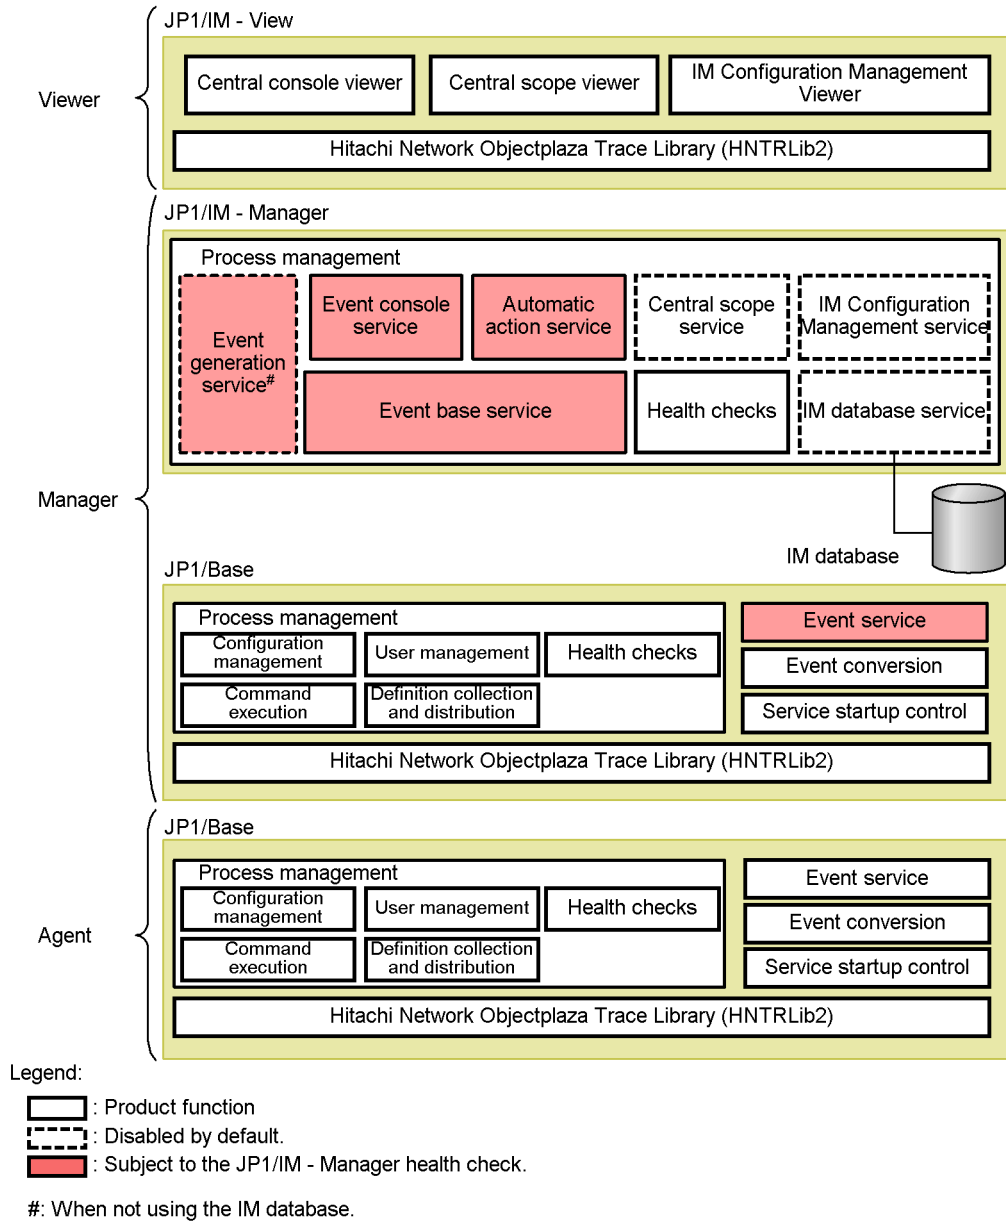 JP1/IM - View
Viewer
Central console viewer
Central scope viewer
IM Configuration Management
Viewer
Hitachi Network Objectplaza Trace Library (HNTRLib2)
JP1/IM - Manager
Manager
Process management
Event
generation
service#
Event console
service
Automatic
action service
Central scope
service
IM Configuration
Management service
Event base service
Health checks
IM database service
IM database
JP1/Base
Process management
Configuration
management
User management
Health checks
Command
execution
Definition collection
and distribution
Event service
Event conversion
Service startup control
Hitachi Network Objectplaza Trace Library (HNTRLib2)
JP1/Base
Agent
Process management
Configuration
management
User management
Health checks
Command
execution
Definition collection
and distribution
Event service
Event conversion
Service startup control
Hitachi Network Objectplaza Trace Library (HNTRLib2)
Legend:
: Product function
: Disabled by default.
: Subject to the JP1/IM - Manager health check.
#: When not using the IM database.